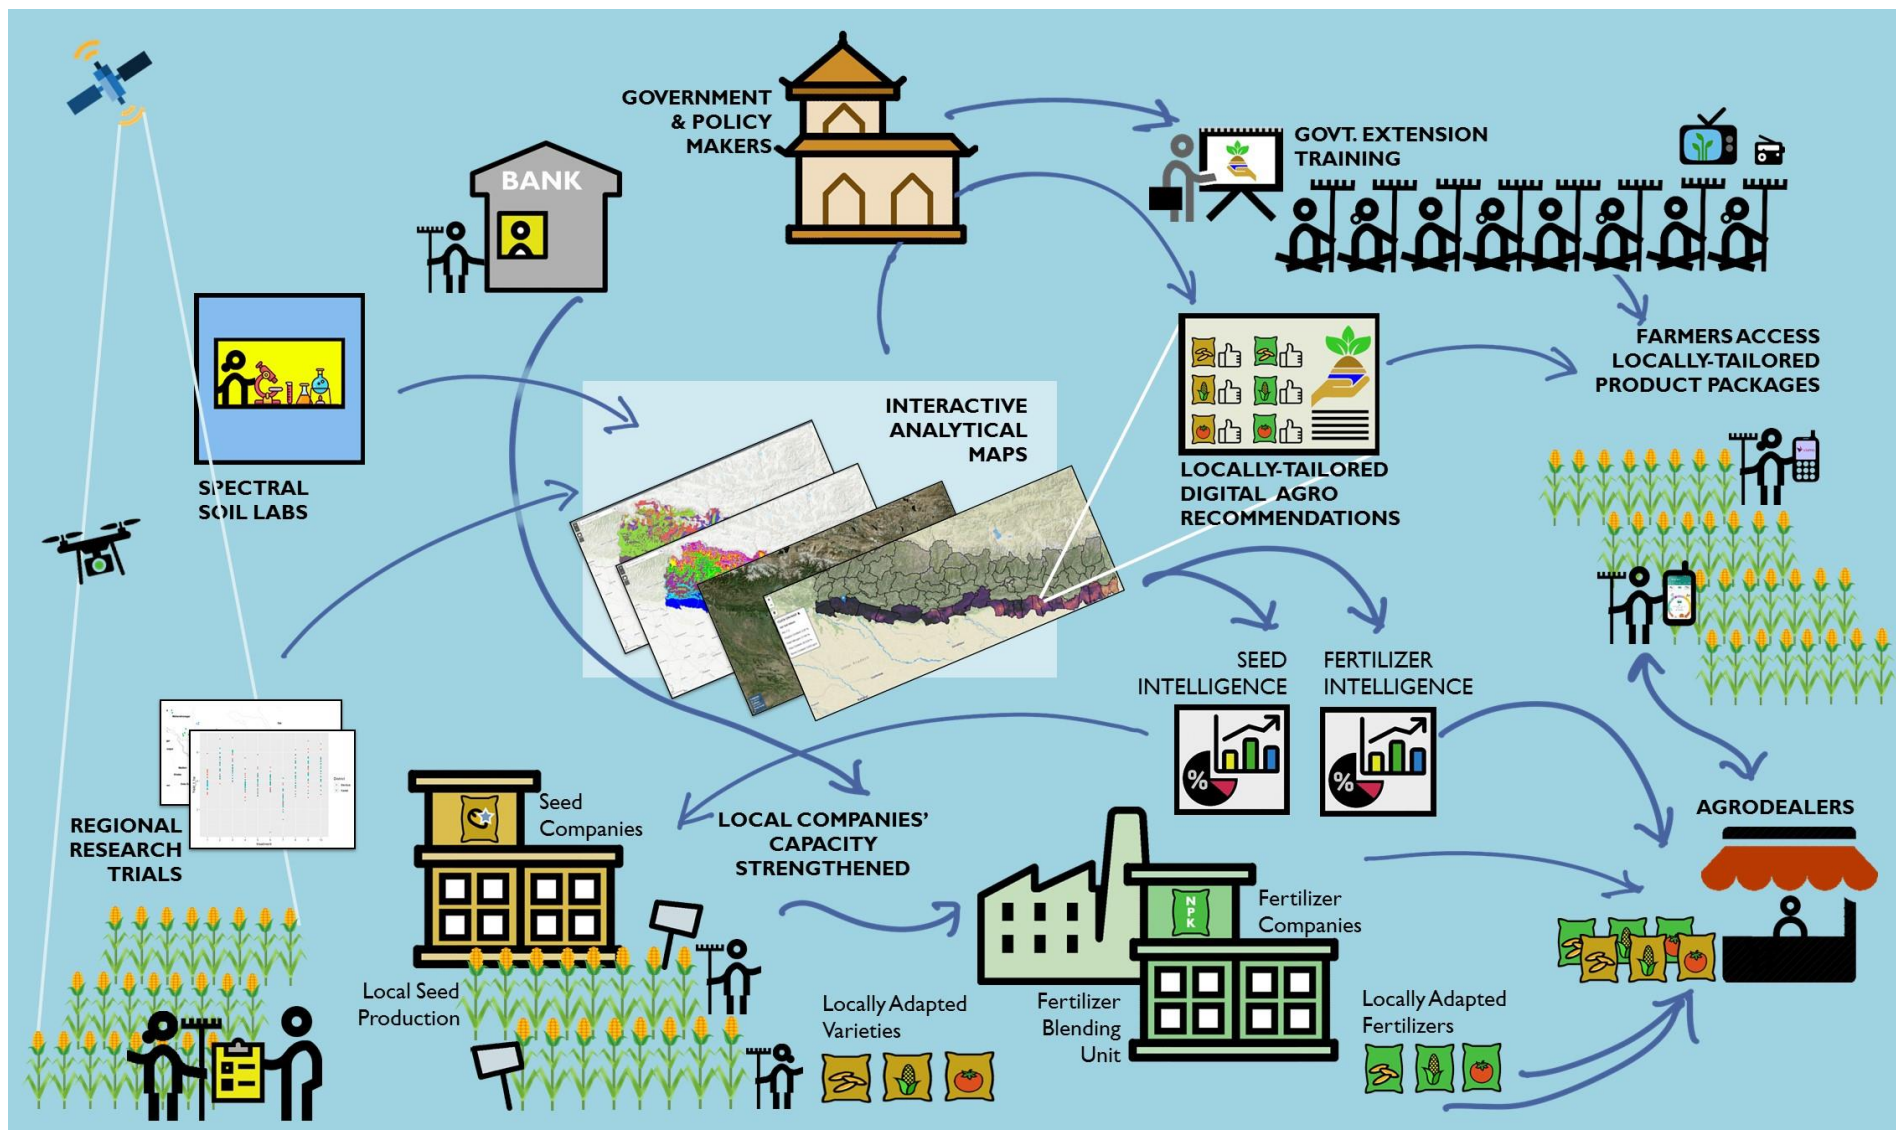 GOVERNMENT
& POLICY
MAKERS
BANK
GOVT. EXTENSION
TRAINING
FARMERS ACCESS
LOCALLY-TAILORED
PRODUCT PACKAGES
SPECTRAL
SOIL LABS
INTERACTIVE
ANALYTICAL
MAPS
LOCALLY-TAILORED
DIGITAL AGRO
RECOMMENDATIONS
SEED
INTELLIGENCE
FERTILIZER
INTELLIGENCE
%
%
REGIONAL
RESEARCH
TRIALS
Seed
Companies
LOCAL COMPANIES'
CAPACITY
STRENGTHENED
AGRODEALERS
NPK
Fertilizer
Companies
Local Seed
Production
Locally Adapted
Varieties
Fertilizer
Blending
Unit
Locally Adapted
Fertilizers